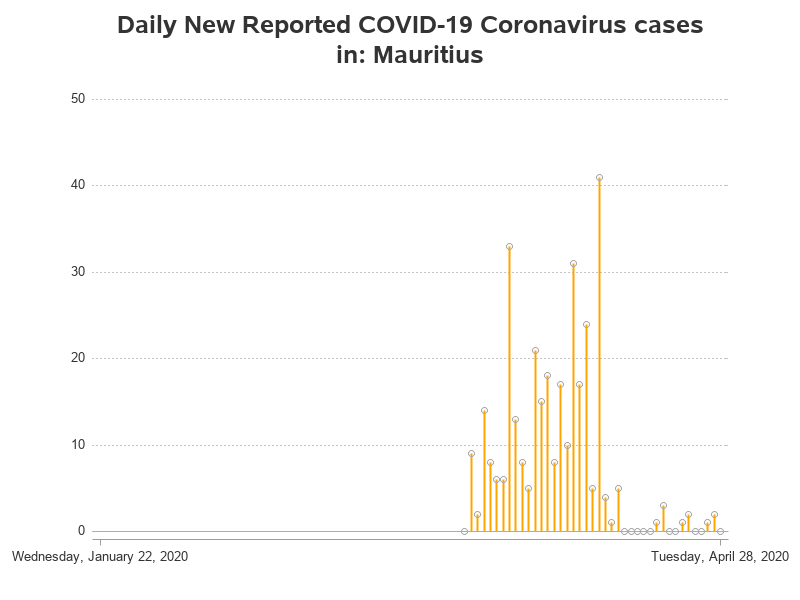 Daily New Reported COVID-19 Coronavirus cases
in: Mauritius
50
40
30
20
10
0
Wednesday, January 22, 2020
Tuesday, April 28, 2020